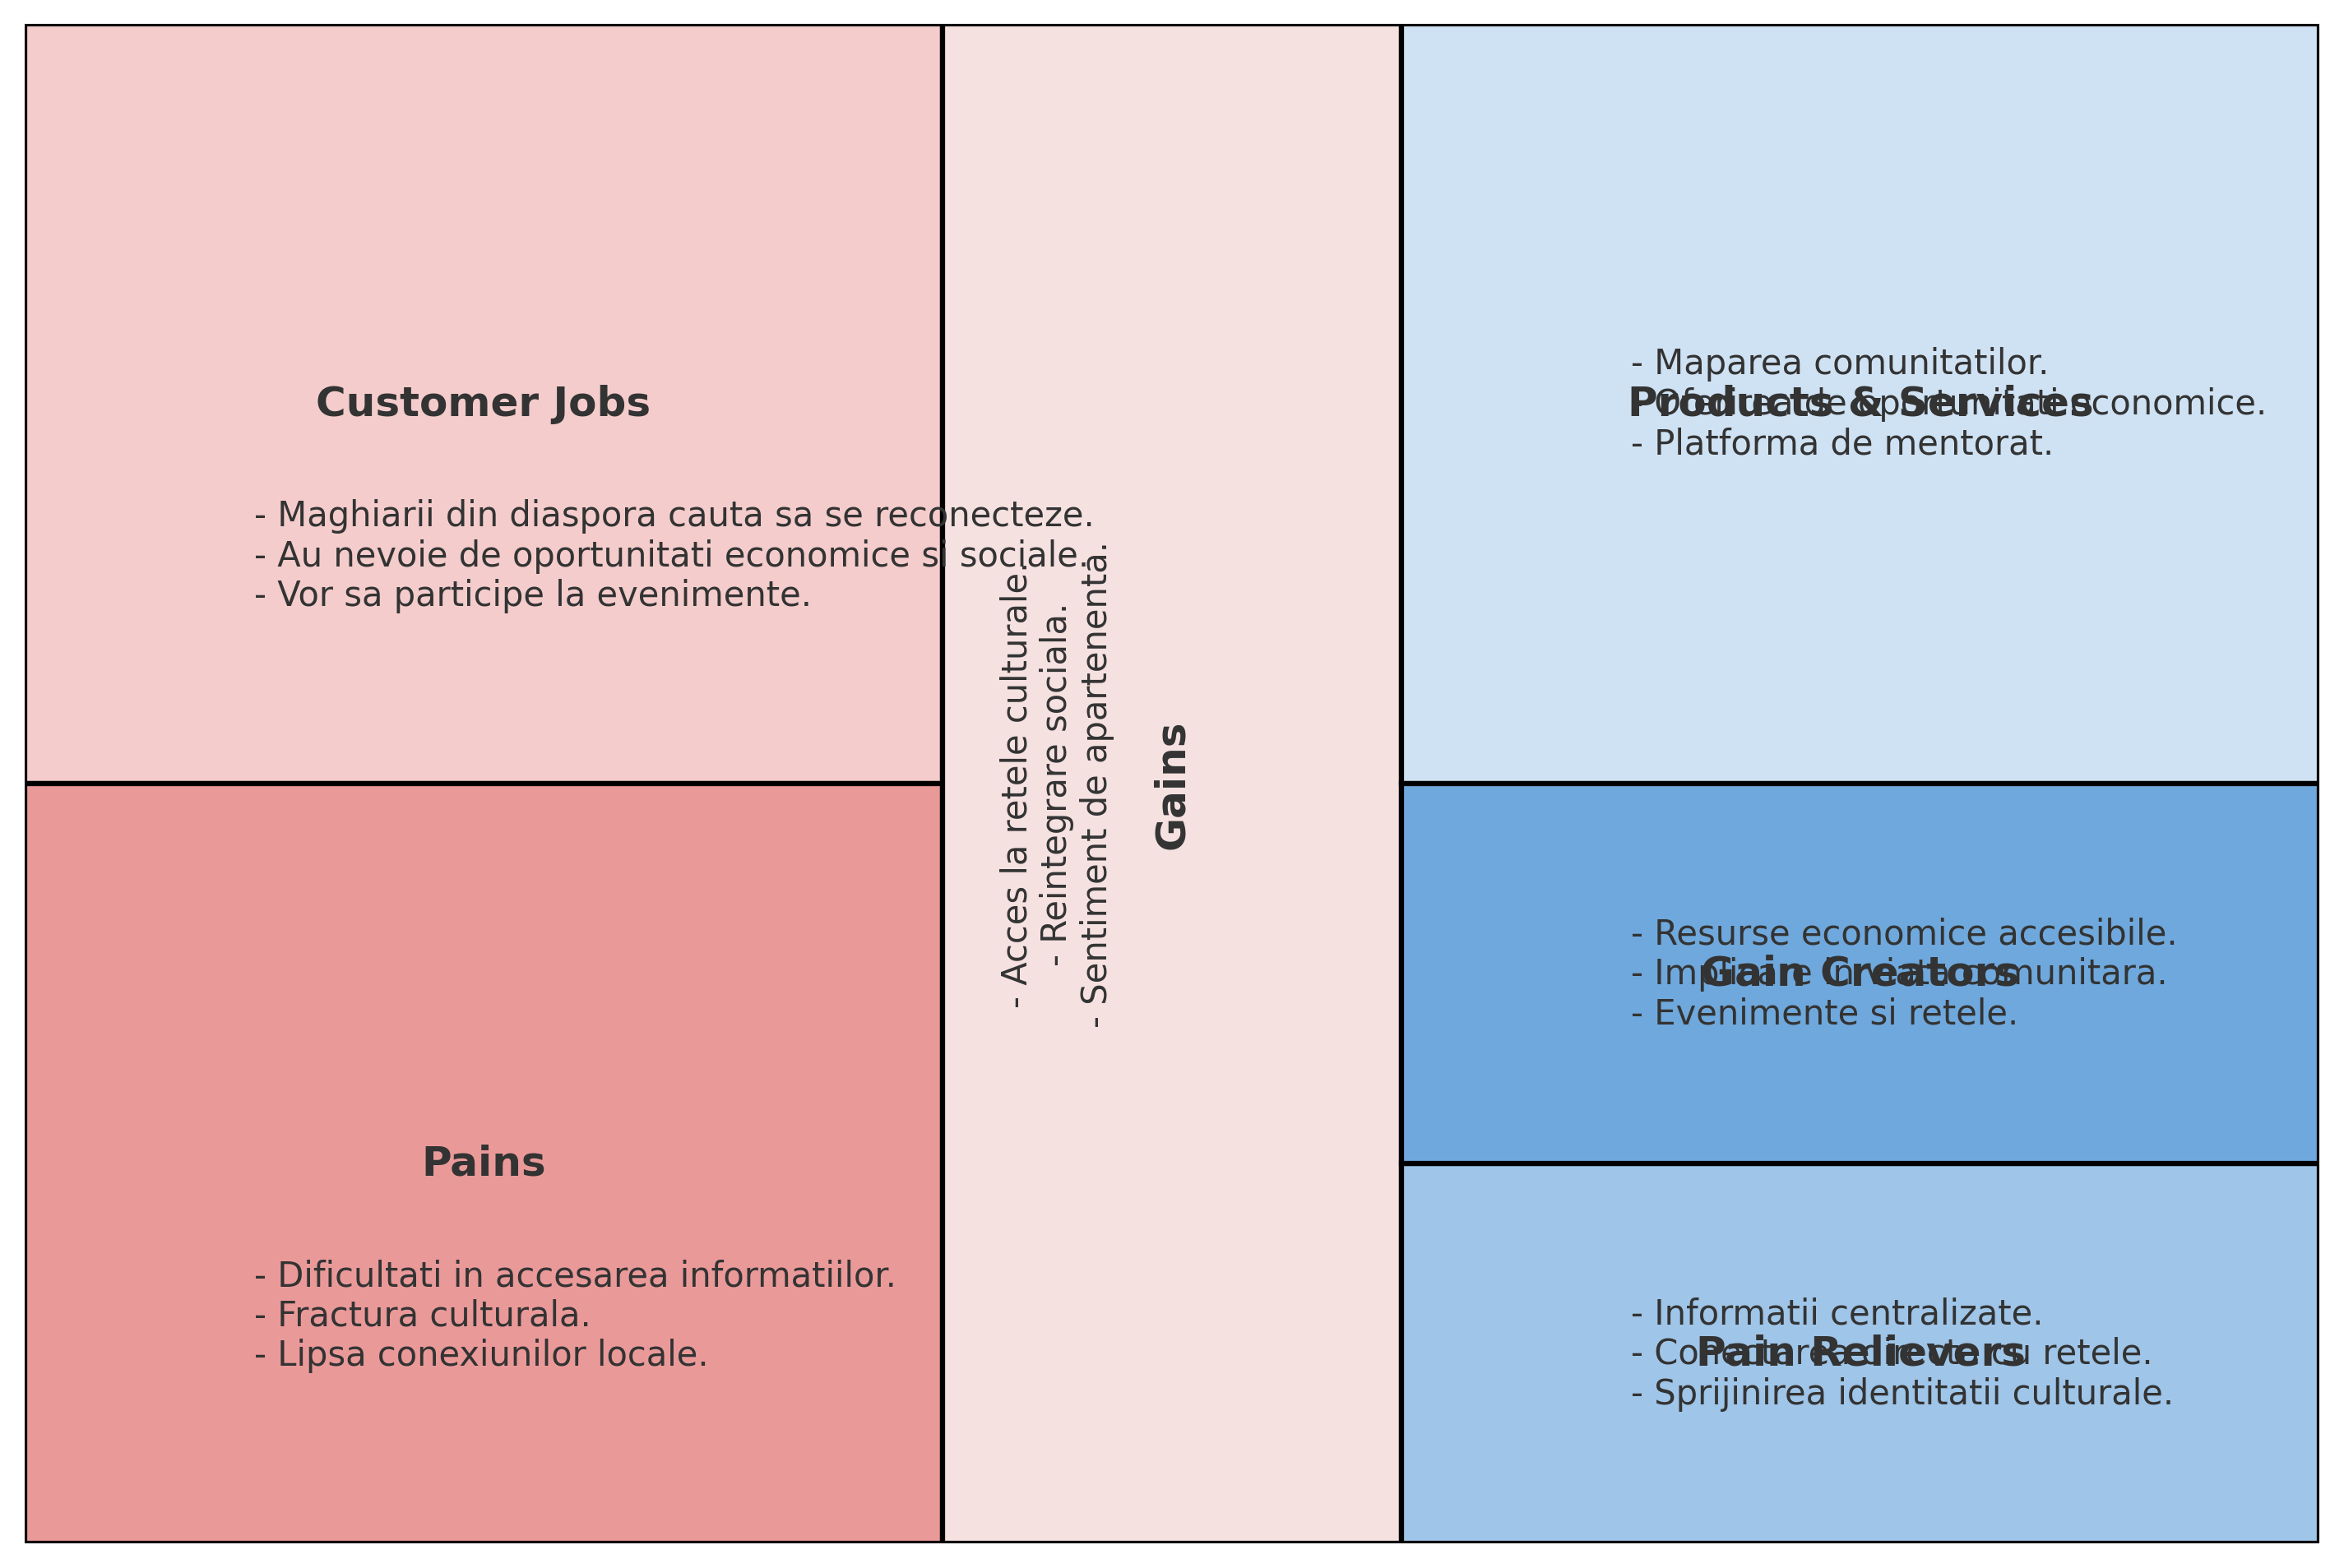 Customer Jobs
- Maghiarii din diaspora cauta sa se reconecteze.
- Au nevoie de oportunitati economice si sociale.
- Vor sa participe la evenimente.
Pains
- Dificultati in accesarea informatiilor.
- Fractura culturala.
- Lipsa conexiunilor locale.
- Acces la retele culturale.
- Reintegrare sociala.
- Sentiment de apartenenta.
Gains
Products & Services
- Maparea comunitatilor.
- Oferirea de oportunitati economice.
- Platforma de mentorat.
Gain Creators
- Resurse economice accesibile.
- Implicare in viata comunitara.
- Evenimente si retele.
Pain Relievers
- Informatii centralizate.
- Conectarea directa cu retele.
- Sprijinirea identitatii culturale.